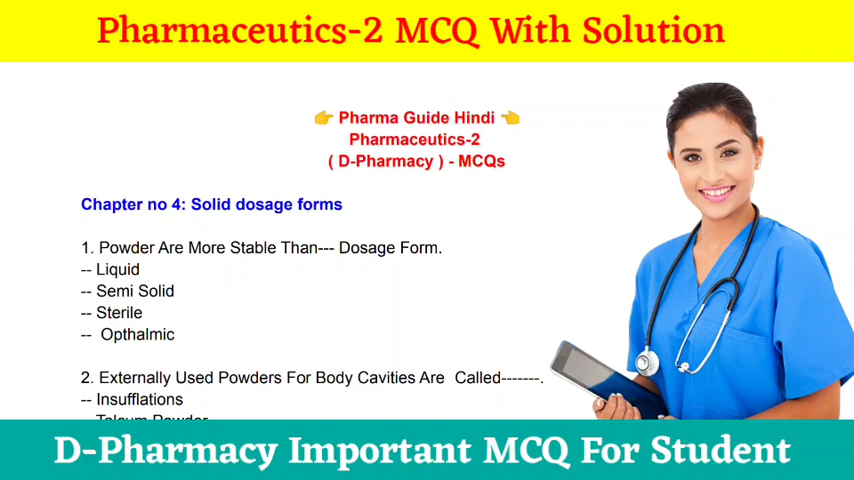 Pharmaceutics-2 MCQ With Solution
👉 Pharma Guide Hindi 👈
Pharmaceutics-2
( D-Pharmacy ) - MCQs
Chapter no 4: Solid dosage forms
1. Powder Are More Stable Than--- Dosage Form.
-- Liquid
-- Semi Solid
-- Sterile
-- Opthalmic
2. Externally Used Powders For Body Cavities Are Called-------.
-- Insufflations
-- Talcum Powder
D-Pharmacy Important MCQ For Student